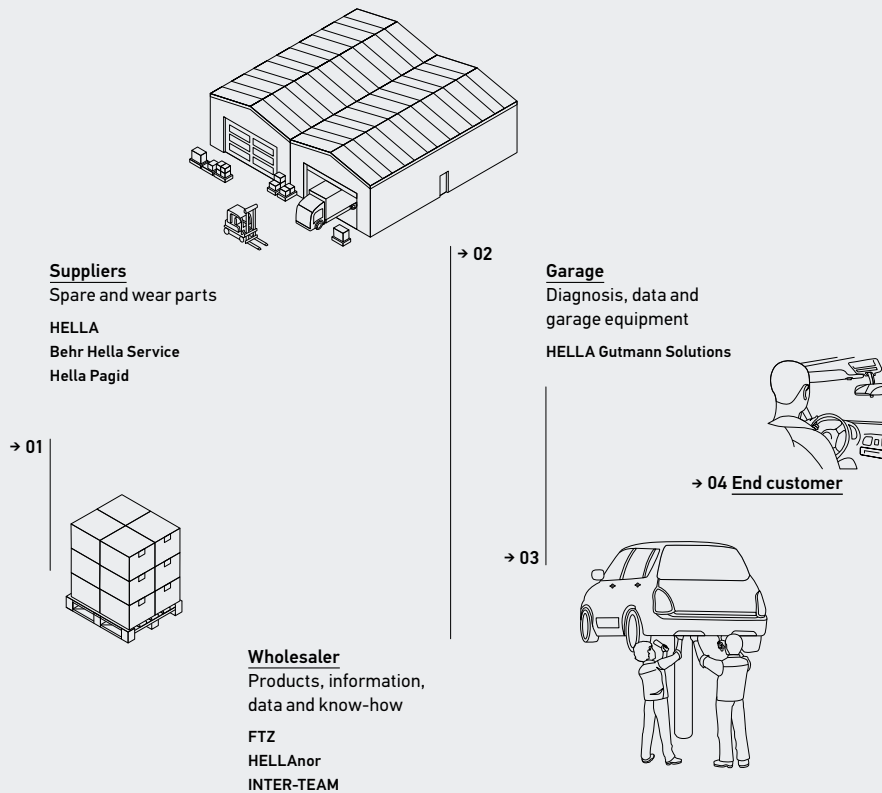 → 01
Suppliers
Spare and wear parts
HELLA
Behr Hella Service
Hella Pagid
→ 02
Wholesaler
Products, information,
data and know-how
FTZ
HELLAnor
INTER-TEAM
→ 03
Garage
Diagnosis, data and
garage equipment
HELLA Gutmann Solutions
→ 04 End customer